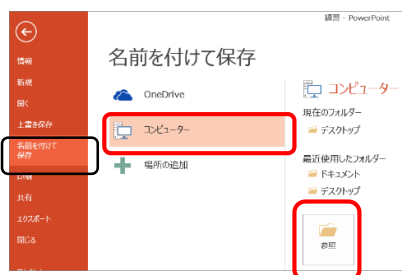 練習 - PowerPoint
情報
新規
開く
上書き保存
名前を付けて
保存
印刷
共有
エクスポート
閉じる
名前を付けて保存
OneDrive
コンピューター
場所の追加
コンピューター
現在のフォルダー
デスクトップ
最近使用したフォルダー
ドキュメント
デスクトップ
参照